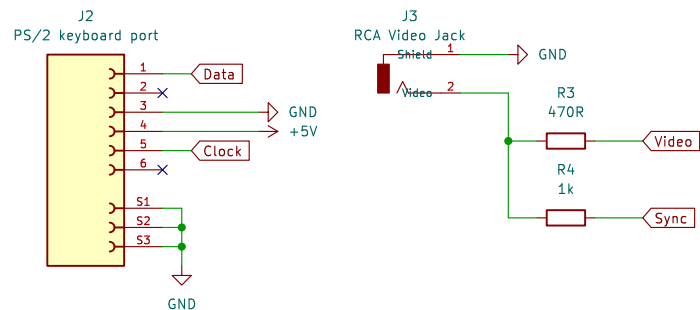 J2
PS/2 keyboard port
1
Data
2
3
GND
4
+5V
5
Clock
6
S1
S2
S3
GND
J3
RCA Video Jack
Shield
1
GND
Video
2
R3
470R
Video
R4
1k
Sync